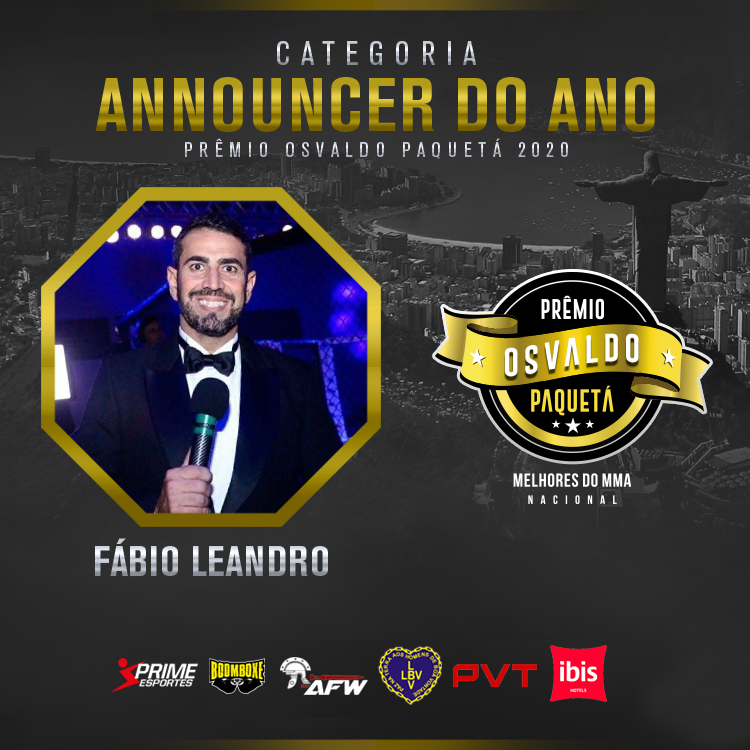 CATEGORIA
ANNOUNCER DO ANO
PRÊMIO OSVALDO PAQUETÁ 2020
PRÊMIO
OSVALDO
PAQUETÁ
MELHORES DO MMA
NACIONAL
FÁBIO LEANDRO
PRIME
ESPORTES
BOOMBOXE
AFW
L
LBV
V
PVT
ibis
HOTELS